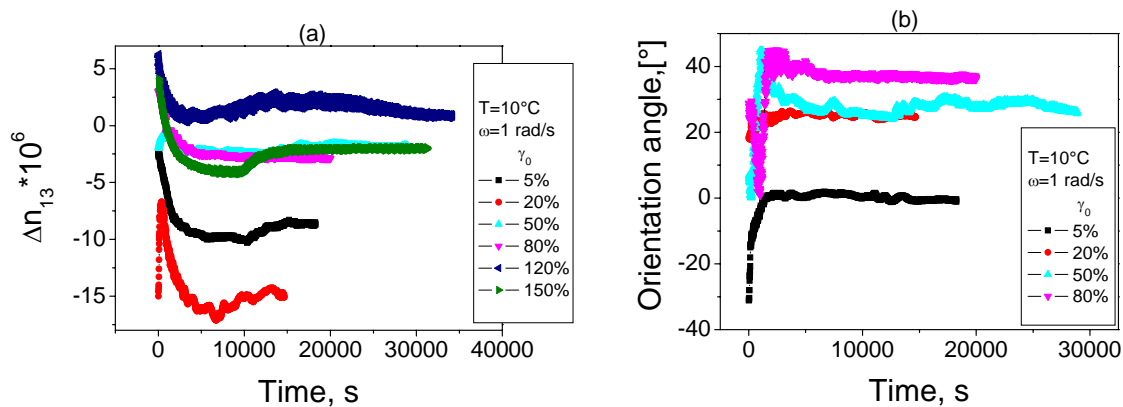 (a)
Δn13 *10^6
5
0
-5
-10
-15
0 10000 20000 30000 40000
Time, s
T=10°C
ω=1 rad/s
γ0
5%
20%
50%
80%
120%
150%
(b)
Orientation angle,[°]
40
20
0
-20
-40
0 10000 20000 30000
Time, s
T=10°C
ω=1 rad/s
γ0
5%
20%
50%
80%